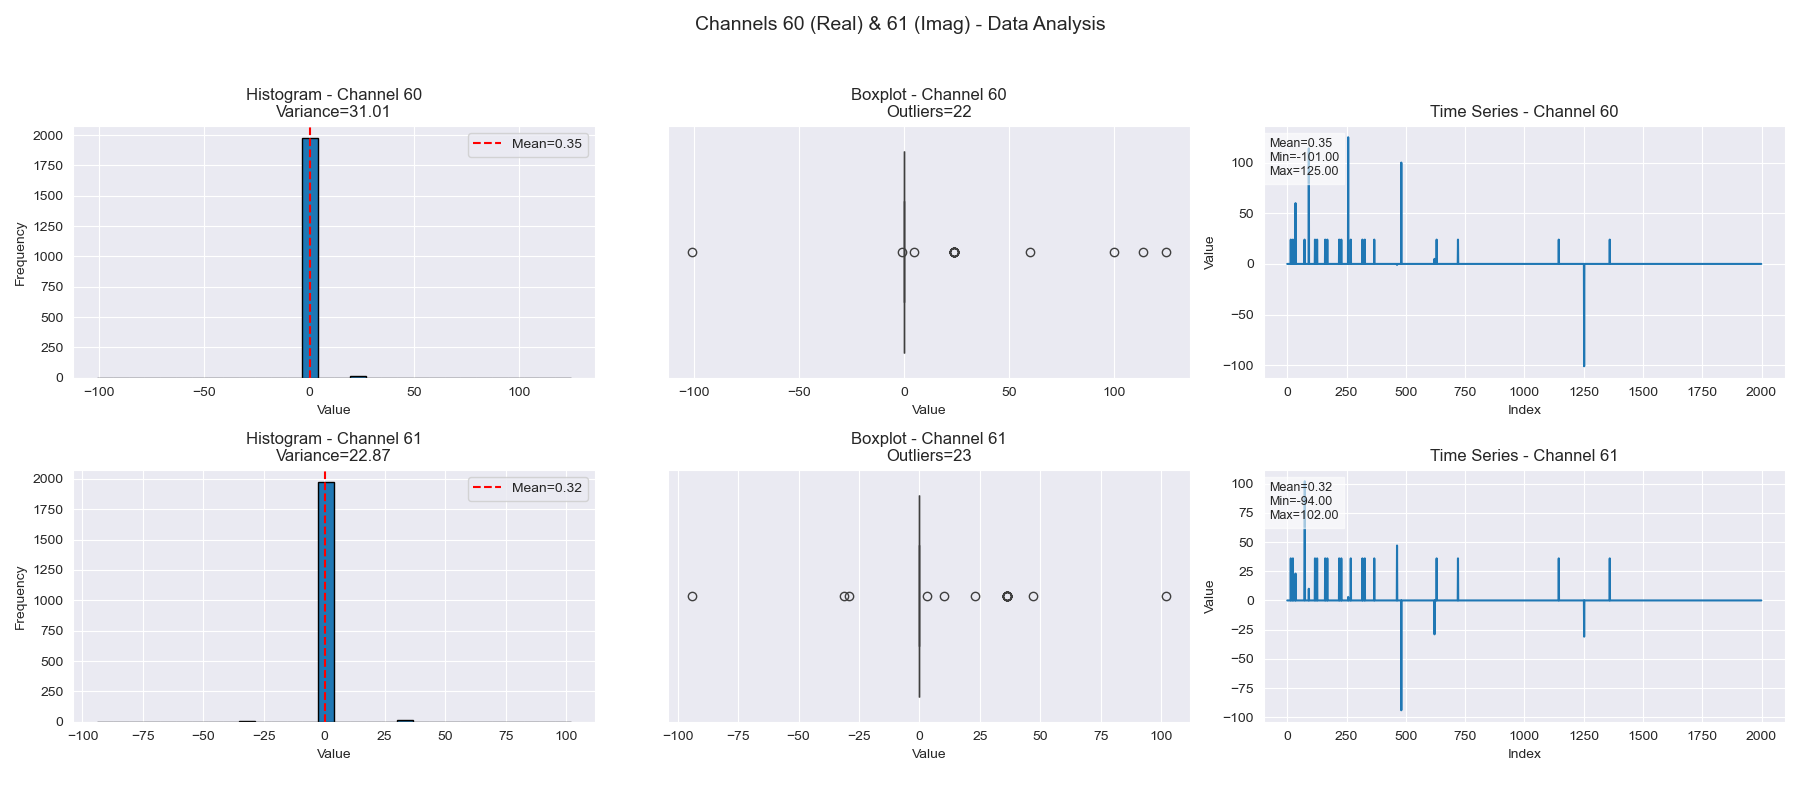 Channels 60 (Real) & 61 (Imag) - Data Analysis
Histogram - Channel 60
Variance=31.01
Mean=0.35
2000
1750
1500
1250
1000
750
500
250
0
Frequency
−100
−50
0
50
100
Value
Boxplot - Channel 60
Outliers=22
−100
−50
0
50
100
Value
Time Series - Channel 60
Mean=0.35
Min=-101.00
Max=125.00
100
50
0
−50
−100
Value
0
250
500
750
1000
1250
1500
1750
2000
Index
Histogram - Channel 61
Variance=22.87
Mean=0.32
2000
1750
1500
1250
1000
750
500
250
0
Frequency
−100
−75
−50
−25
0
25
50
75
100
Value
Boxplot - Channel 61
Outliers=23
−100
−75
−50
−25
0
25
50
75
100
Value
Time Series - Channel 61
Mean=0.32
Min=-94.00
Max=102.00
100
75
50
25
0
−25
−50
−75
−100
Value
0
250
500
750
1000
1250
1500
1750
2000
Index